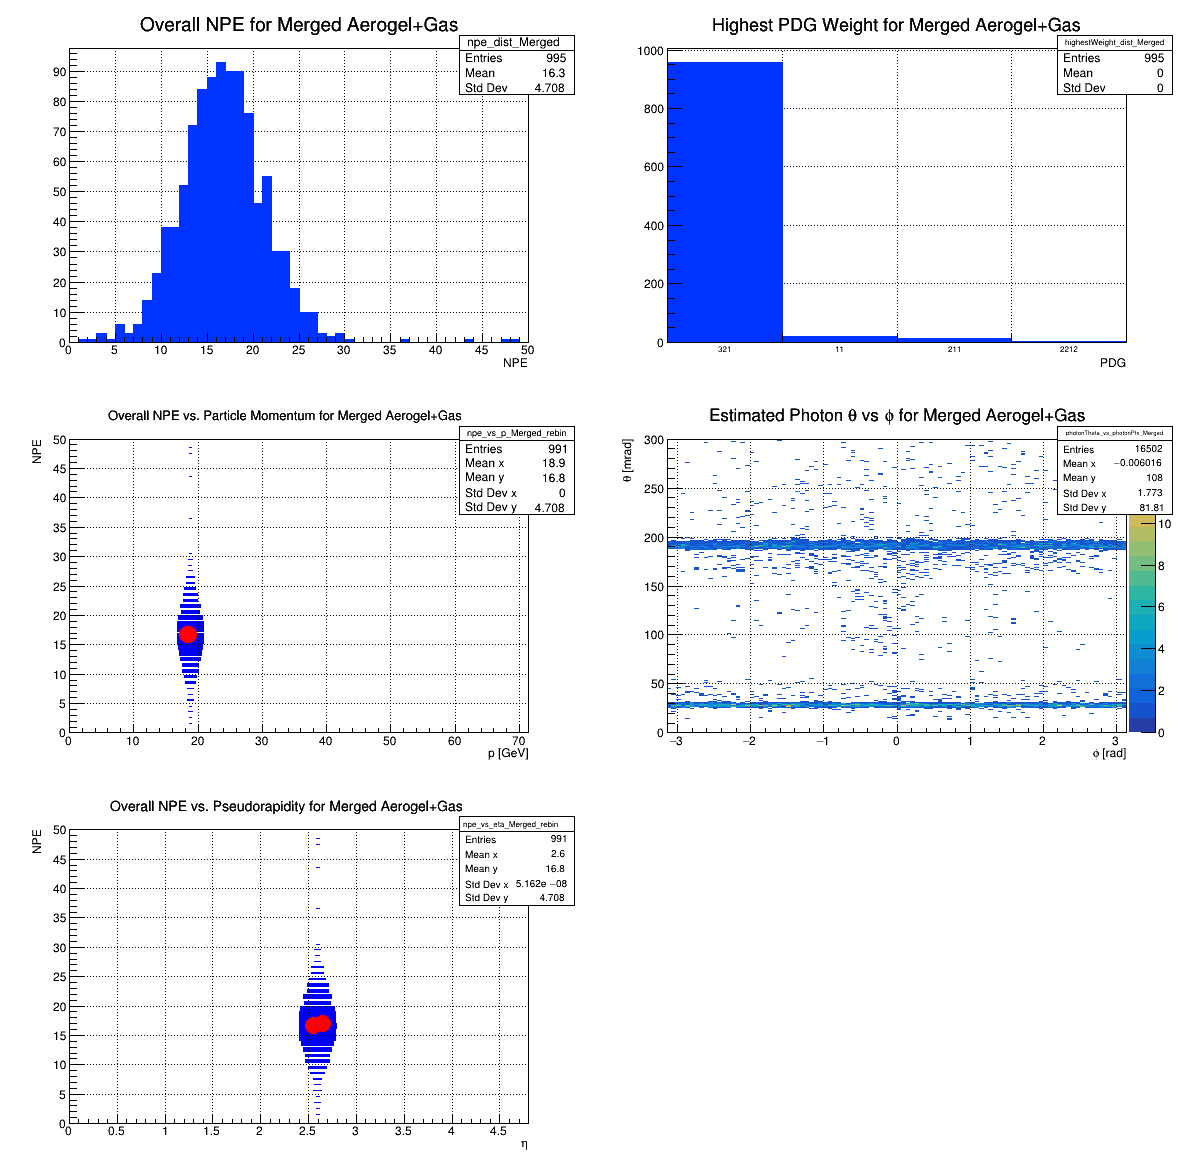 Overall NPE for Merged Aerogel+Gas
npe_dist_Merged
Entries 995
Mean 16.3
Std Dev 4.708
90
80
70
60
50
40
30
20
10
0
0 5 10 15 20 25 30 35 40 45 50
NPE
Highest PDG Weight for Merged Aerogel+Gas
highestWeight_dist_Merged
Entries 995
Mean 0
Std Dev 0
1000
800
600
400
200
0
321 11 211 2212
PDG
Overall NPE vs. Particle Momentum for Merged Aerogel+Gas
npe_vs_p_Merged_rebin
Entries 991
Mean x 18.9
Mean y 16.8
Std Dev x 0
Std Dev y 4.708
NPE
50
45
40
35
30
25
20
15
10
5
0
0 10 20 30 40 50 60 70
p [GeV]
Estimated Photon θ vs ϕ for Merged Aerogel+Gas
photonTheta_vs_photonPhi_Merged
Entries 16502
Mean x −0.006016
Mean y 108
Std Dev x 1.773
Std Dev y 81.81
θ [mrad]
300
250
200
150
100
50
0
−3 −2 −1 0 1 2 3
ϕ [rad]
10
8
6
4
2
0
Overall NPE vs. Pseudorapidity for Merged Aerogel+Gas
npe_vs_eta_Merged_rebin
Entries 991
Mean x 2.6
Mean y 16.8
Std Dev x 5.162e −08
Std Dev y 4.708
NPE
50
45
40
35
30
25
20
15
10
5
0
0 0.5 1 1.5 2 2.5 3 3.5 4 4.5
η